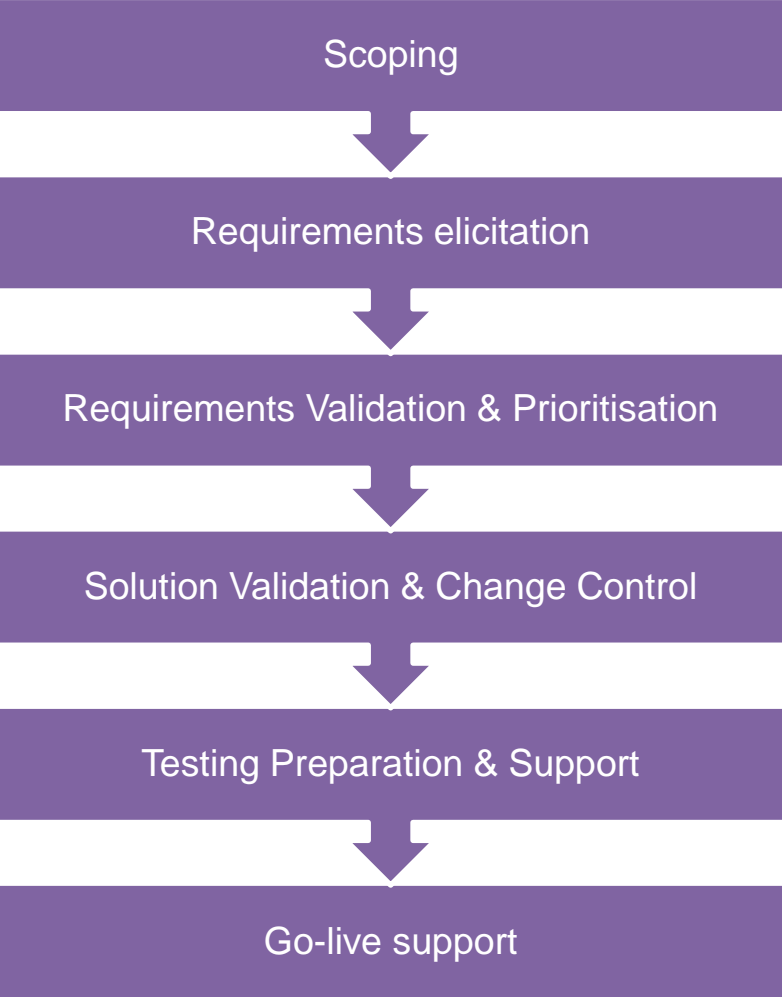 Scoping
Requirements elicitation
Requirements Validation & Prioritisation
Solution Validation & Change Control
Testing Preparation & Support
Go-live support